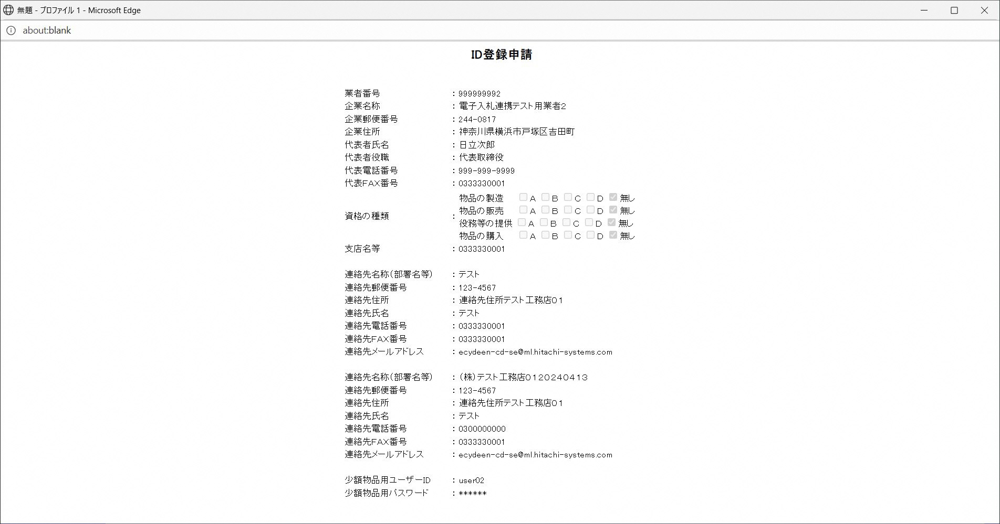 無題 - プロファイル 1 - Microsoft Edge
about:blank
ID登録申請
業者番号 : 999999992
企業名称 : 電子入札連携テスト用業者2
企業郵便番号 : 244-0817
企業住所 : 神奈川県横浜市戸塚区吉田町
代表者氏名 : 日立次郎
代表者役職 : 代表取締役
代表電話番号 : 999-999-9999
代表FAX番号 : 0333330001
資格の種類 :
物品の製造 A B C D 無し
物品の販売 A B C D 無し
役務等の提供 A B C D 無し
物品の購入 A B C D 無し
支店名等 : 0333330001
連絡先名称(部署名等) : テスト
連絡先郵便番号 : 123-4567
連絡先住所 : 連絡先住所テスト工務店01
連絡先氏名 : テスト
連絡先電話番号 : 0333330001
連絡先FAX番号 : 0333330001
連絡先メールアドレス : ecydeen-cd-se@ml.hitachi-systems.com
連絡先名称(部署名等) : (株)テスト工務店0120240413
連絡先郵便番号 : 123-4567
連絡先住所 : 連絡先住所テスト工務店01
連絡先氏名 : テスト
連絡先電話番号 : 0300000000
連絡先FAX番号 : 0333330001
連絡先メールアドレス : ecydeen-cd-se@ml.hitachi-systems.com
少額物品用ユーザーID : user02
少額物品用パスワード : ******